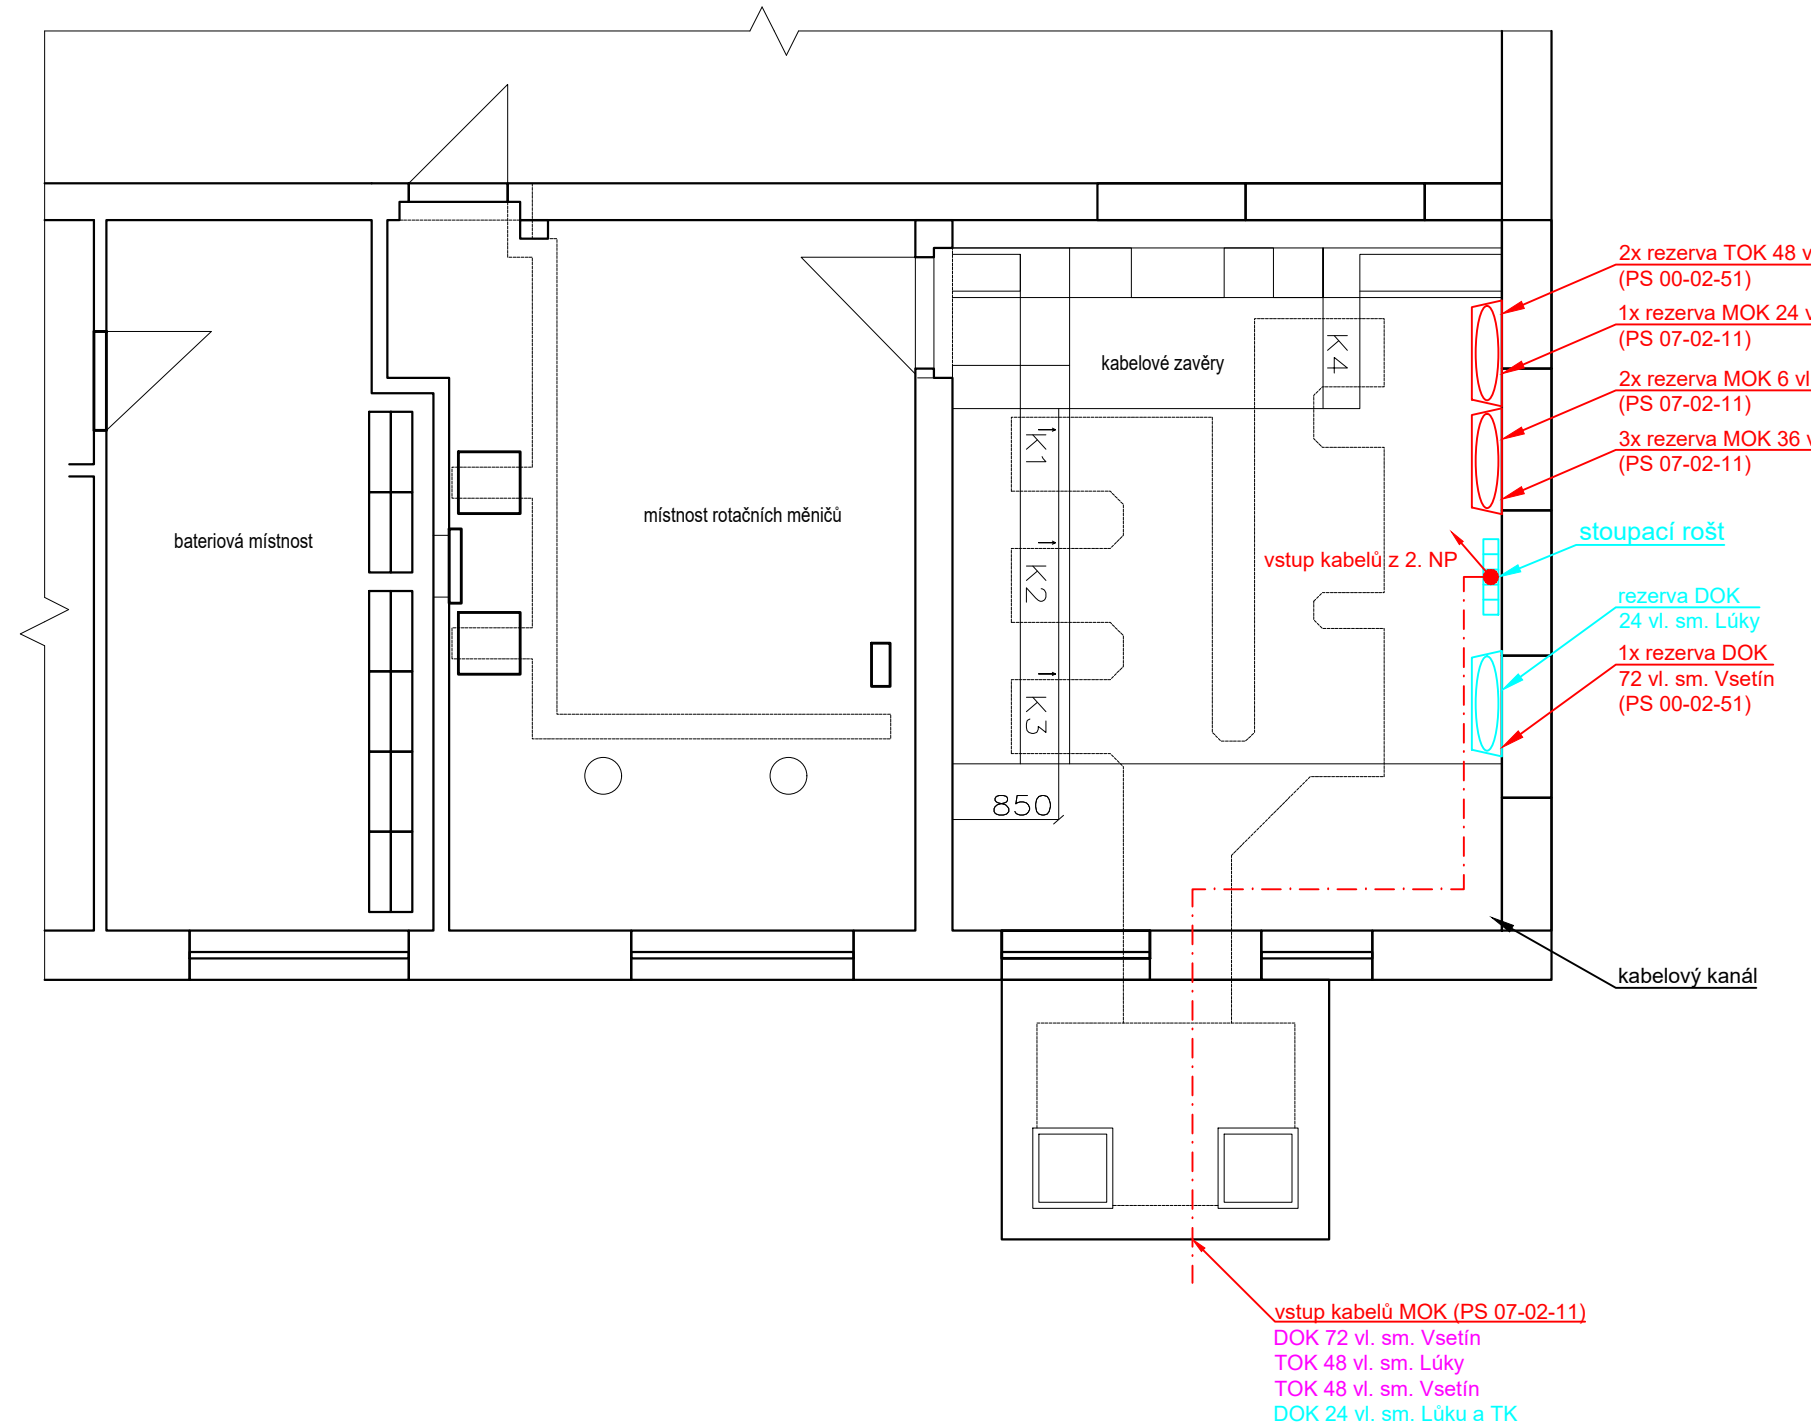 2x rezerva TOK 48 v
(PS 00-02-51)
1x rezerva MOK 24 v
(PS 07-02-11)
2x rezerva MOK 6 vl
(PS 07-02-11)
3x rezerva MOK 36 v
(PS 07-02-11)
kabelové zavěry
K4
K1
K2
K3
bateriová místnost
místnost rotačních měničů
vstup kabelů z 2. NP
stoupací rošt
rezerva DOK
24 vl. sm. Lúky
1x rezerva DOK
72 vl. sm. Vsetín
(PS 00-02-51)
850
kabelový kanál
vstup kabelů MOK (PS 07-02-11)
DOK 72 vl. sm. Vsetín
TOK 48 vl. sm. Lúky
TOK 48 vl. sm. Vsetín
DOK 24 vl. sm. Lůku a TK